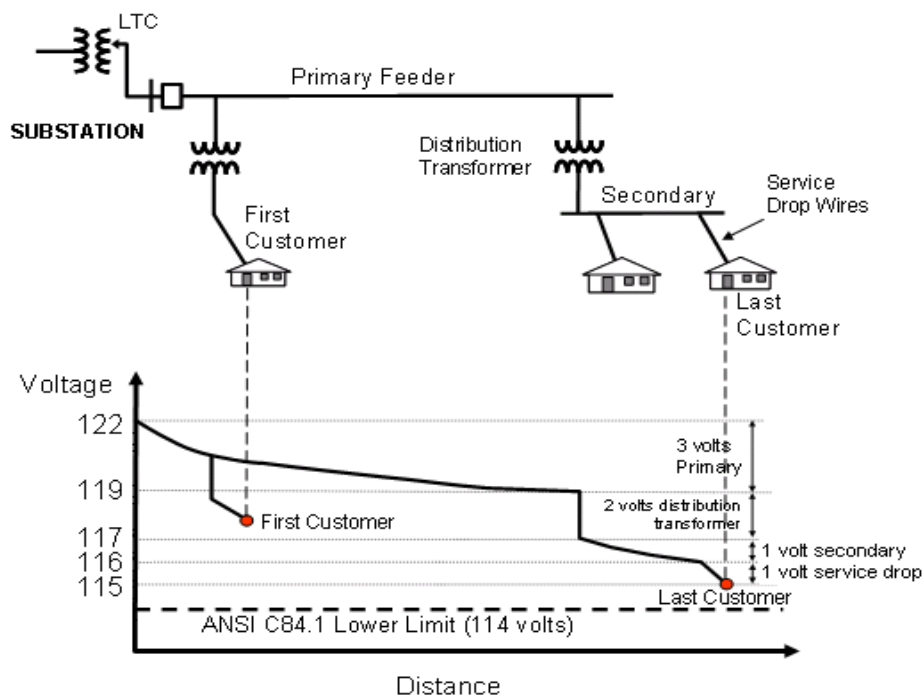 LTC
Primary Feeder
SUBSTATION
Distribution
Transformer
Secondary
Service
Drop Wires
First
Customer
Last
Customer
Voltage
122
3 volts
Primary
119
2 volts distribution
transformer
First Customer
117
1 volt secondary
116
1 volt service drop
115
Last Customer
ANSI C84.1 Lower Limit (114 volts)
Distance